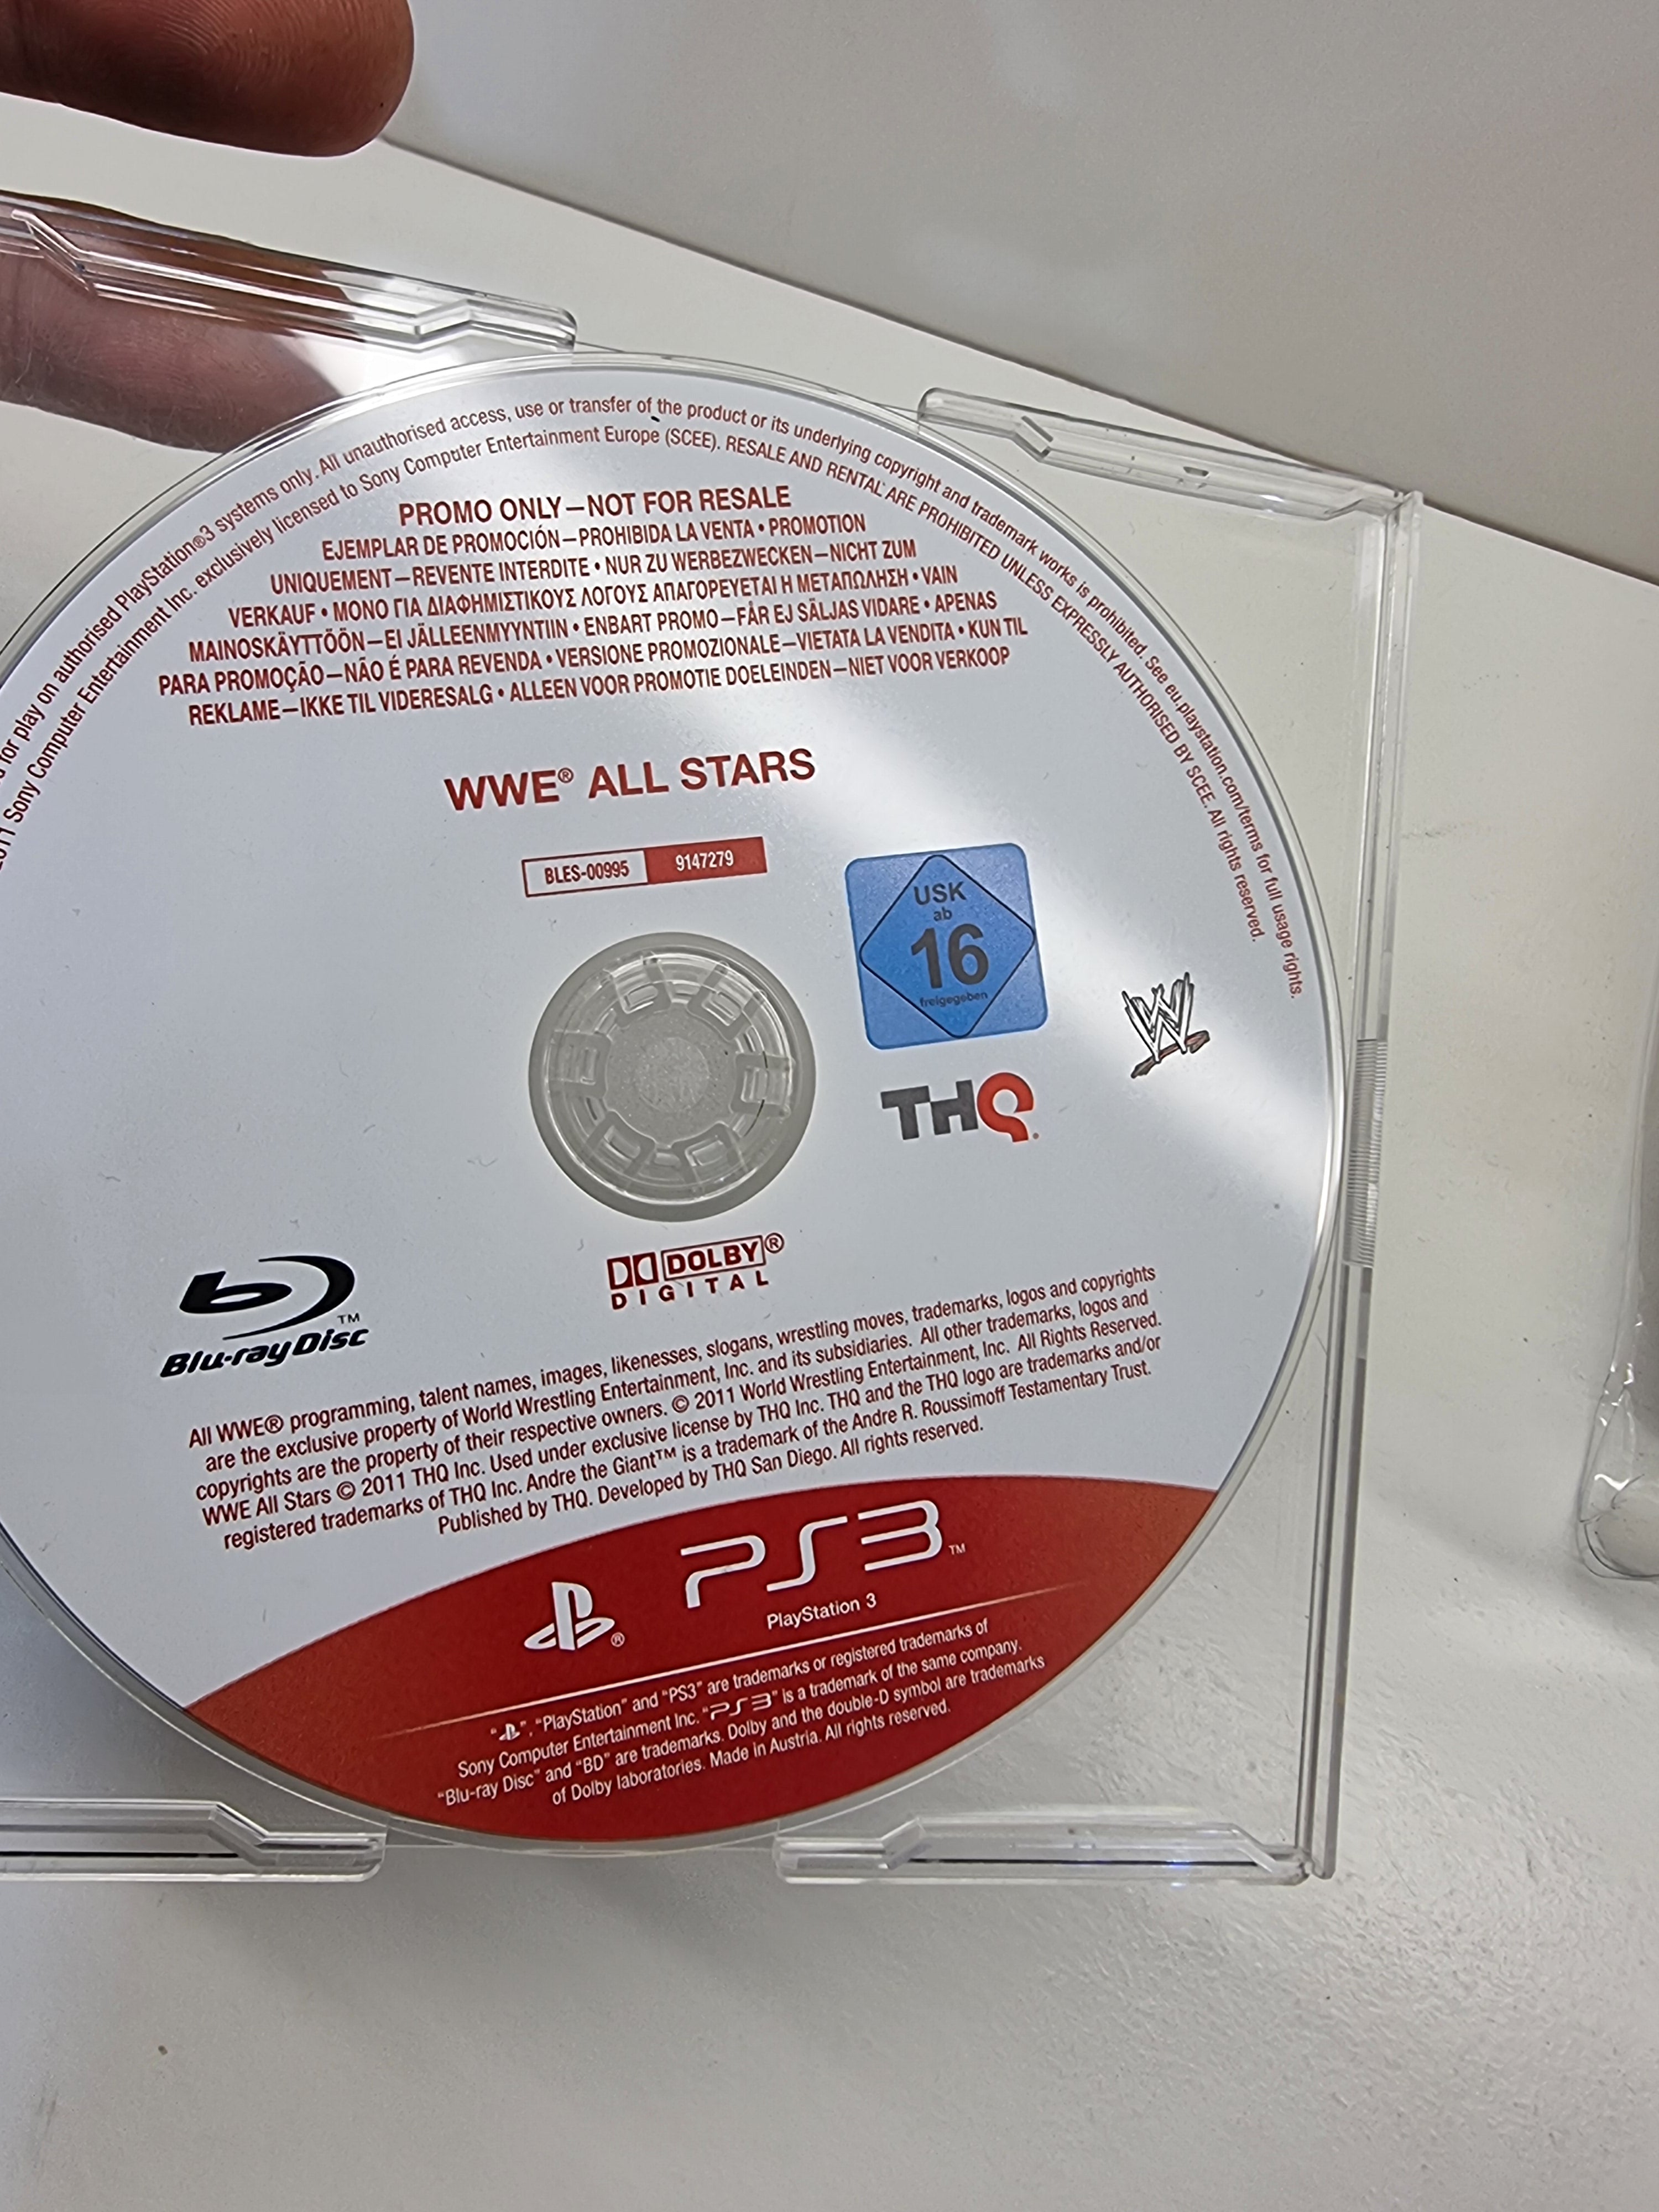 for play on authorised PlayStation®3 systems only. All unauthorised access, use or transfer of the product or its underlying copyright and trademark works is prohibited. See eu.playstation.com/terms for full usage rights.
2011 Sony Computer Entertainment Inc. exclusively licensed to Sony Computer Entertainment Europe (SCEE). RESALE AND RENTAL ARE PROHIBITED UNLESS EXPRESSLY AUTHORISED BY SCEE. All rights reserved.
PROMO ONLY—NOT FOR RESALE
EJEMPLAR DE PROMOCIÓN—PROHIBIDA LA VENTA • PROMOTION
UNIQUEMENT—REVENTE INTERDITE • NUR ZU WERBEZWECKEN—NICHT ZUM
VERKAUF • ΜΟΝΟ ΓΙΑ ΔΙΑΦΗΜΙΣΤΙΚΟΥΣ ΛΟΓΟΥΣ ΑΠΑΓΟΡΕΥΕΤΑΙ Η ΜΕΤΑΠΩΛΗΣΗ • VAIN
MAINOSKÄYTTÖÖN—EI JÄLLEENMYYNTIIN • ENBART PROMO—FÅR EJ SÄLJAS VIDARE • APENAS
PARA PROMOÇÃO—NÃO É PARA REVENDA • VERSIONE PROMOZIONALE—VIETATA LA VENDITA • KUN TIL
REKLAME—IKKE TIL VIDERESALG • ALLEEN VOOR PROMOTIE DOELEINDEN—NIET VOOR VERKOOP
WWE® ALL STARS
BLES-00995 9147279
USK
ab
16
freigegeben
W
THQ
DOLBY®
DIGITAL
Blu-ray Disc™
All WWE® programming, talent names, images, likenesses, slogans, wrestling moves, trademarks, logos and copyrights
are the exclusive property of World Wrestling Entertainment, Inc. and its subsidiaries. All other trademarks, logos and
copyrights are the property of their respective owners. © 2011 World Wrestling Entertainment, Inc. All Rights Reserved.
WWE All Stars © 2011 THQ Inc. Used under exclusive license by THQ Inc. THQ and the THQ logo are trademarks and/or
registered trademarks of THQ Inc. Andre the Giant™ is a trademark of the Andre R. Roussimoff Testamentary Trust.
Published by THQ. Developed by THQ San Diego. All rights reserved.
PS3™
PlayStation 3
®
" ", "PlayStation" and "PS3" are trademarks or registered trademarks of
Sony Computer Entertainment Inc. "PS3" is a trademark of the same company.
"Blu-ray Disc" and "BD" are trademarks. Dolby and the double-D symbol are trademarks
of Dolby laboratories. Made in Austria. All rights reserved.